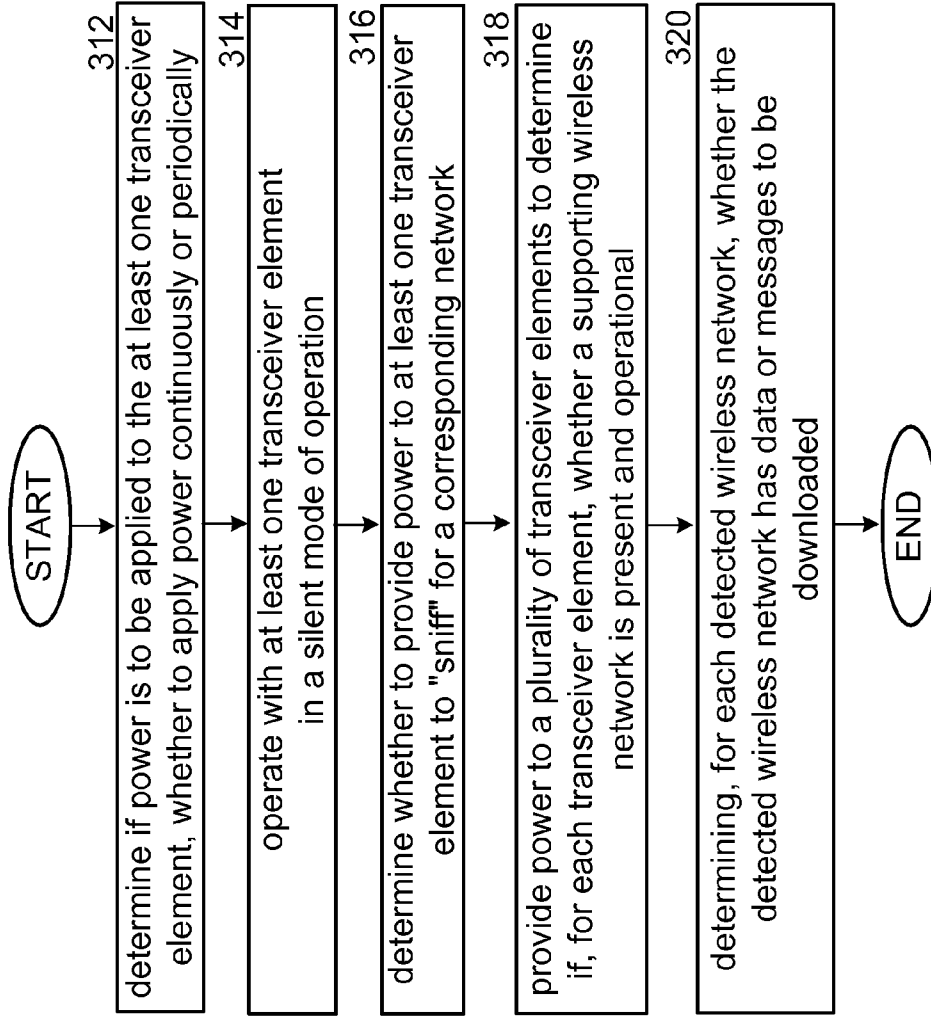 START
312
determine if power is to be applied to the at least one transceiver
element, whether to apply power continuously or periodically
314
operate with at least one transceiver element
in a silent mode of operation
316
determine whether to provide power to at least one transceiver
element to "sniff" for a corresponding network
318
provide power to a plurality of transceiver elements to determine
if, for each transceiver element, whether a supporting wireless
network is present and operational
320
determining, for each detected wireless network, whether the
detected wireless network has data or messages to be
downloaded
END